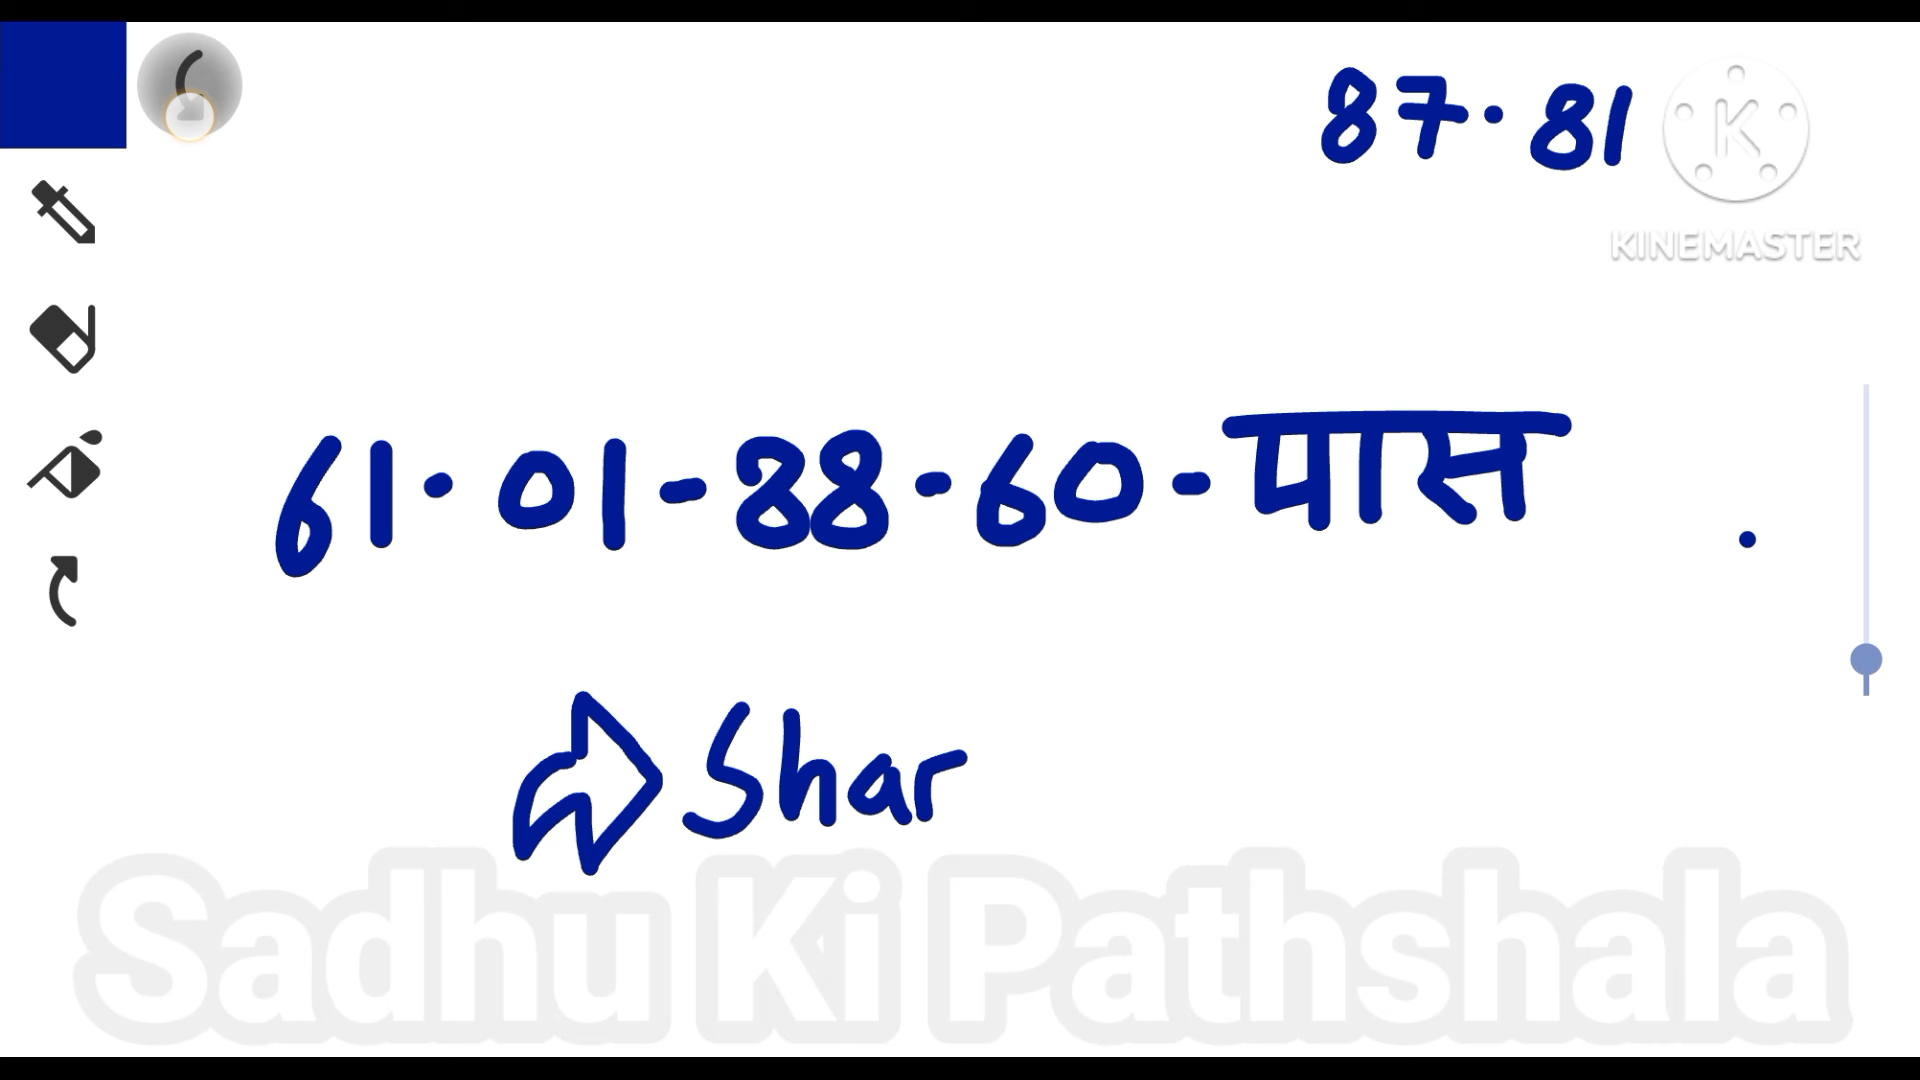 87·81
KINEMASTER
61·01-88-60-पास
Shar
Sadhu Ki Pathshala